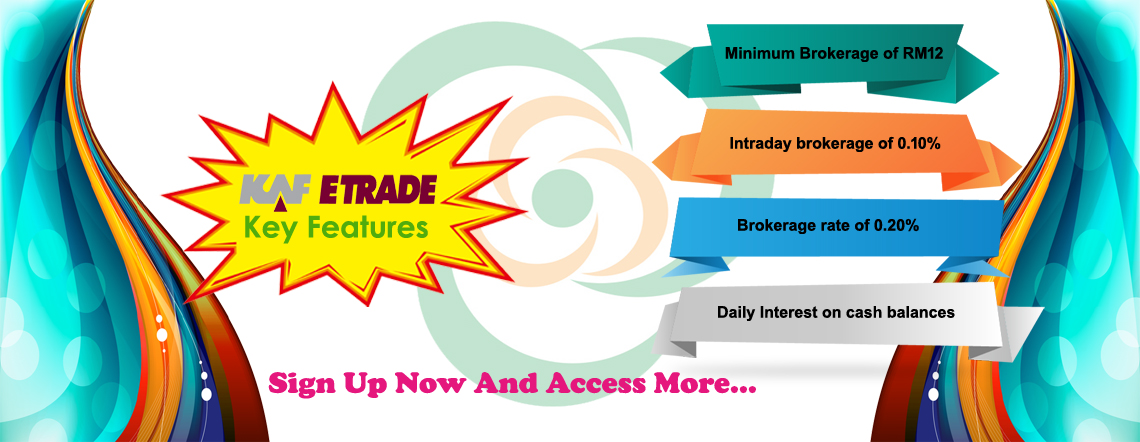 KAF ETRADE
Key Features
Minimum Brokerage of RM12
Intraday brokerage of 0.10%
Brokerage rate of 0.20%
Daily Interest on cash balances
Sign Up Now And Access More...